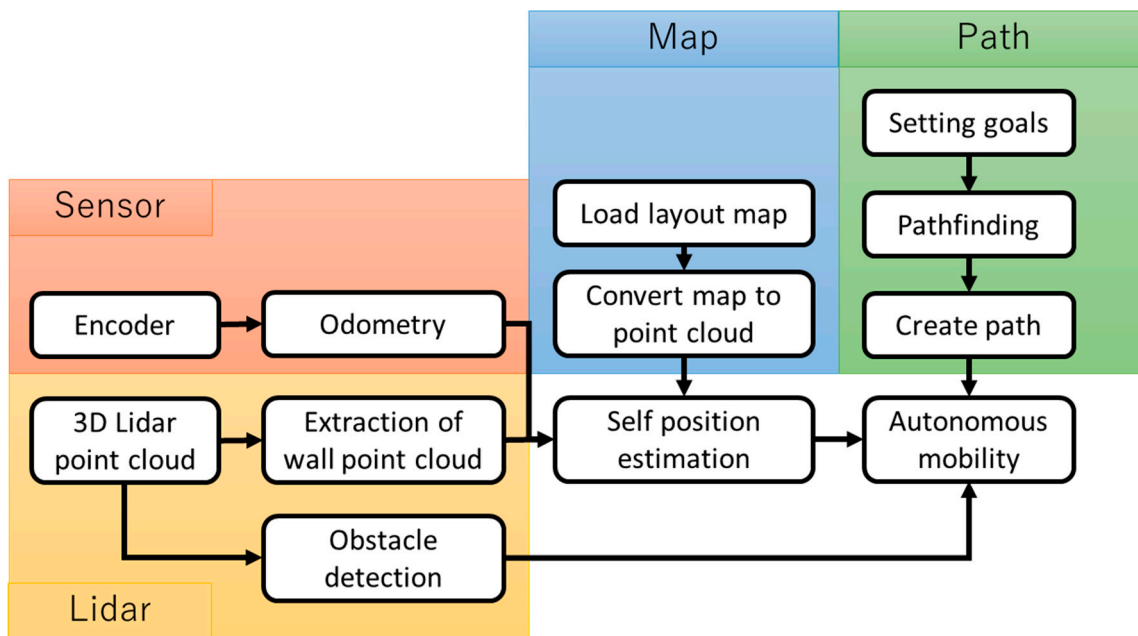 Map
Path
Setting goals
Sensor
Load layout map
Pathfinding
Encoder
Odometry
Convert map to
point cloud
Create path
3D Lidar
point cloud
Extraction of
wall point cloud
Self position
estimation
Autonomous
mobility
Obstacle
detection
Lidar